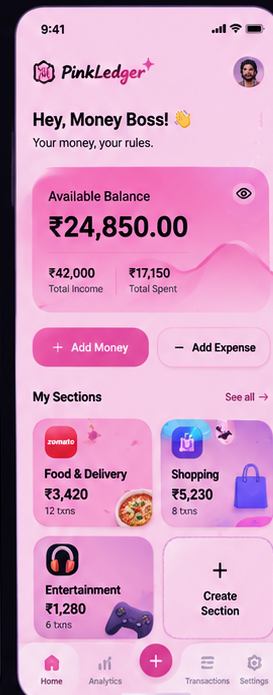 9:41
PinkLedger
Hey, Money Boss! 👋
Your money, your rules.
Available Balance
₹24,850.00
₹42,000 ₹17,150
Total Income Total Spent
+ Add Money − Add Expense
My Sections See all →
zomato
Food & Delivery
₹3,420
12 txns
Shopping
₹5,230
8 txns
Entertainment
₹1,280
6 txns
+
Create
Section
Home Analytics + Transactions Settings